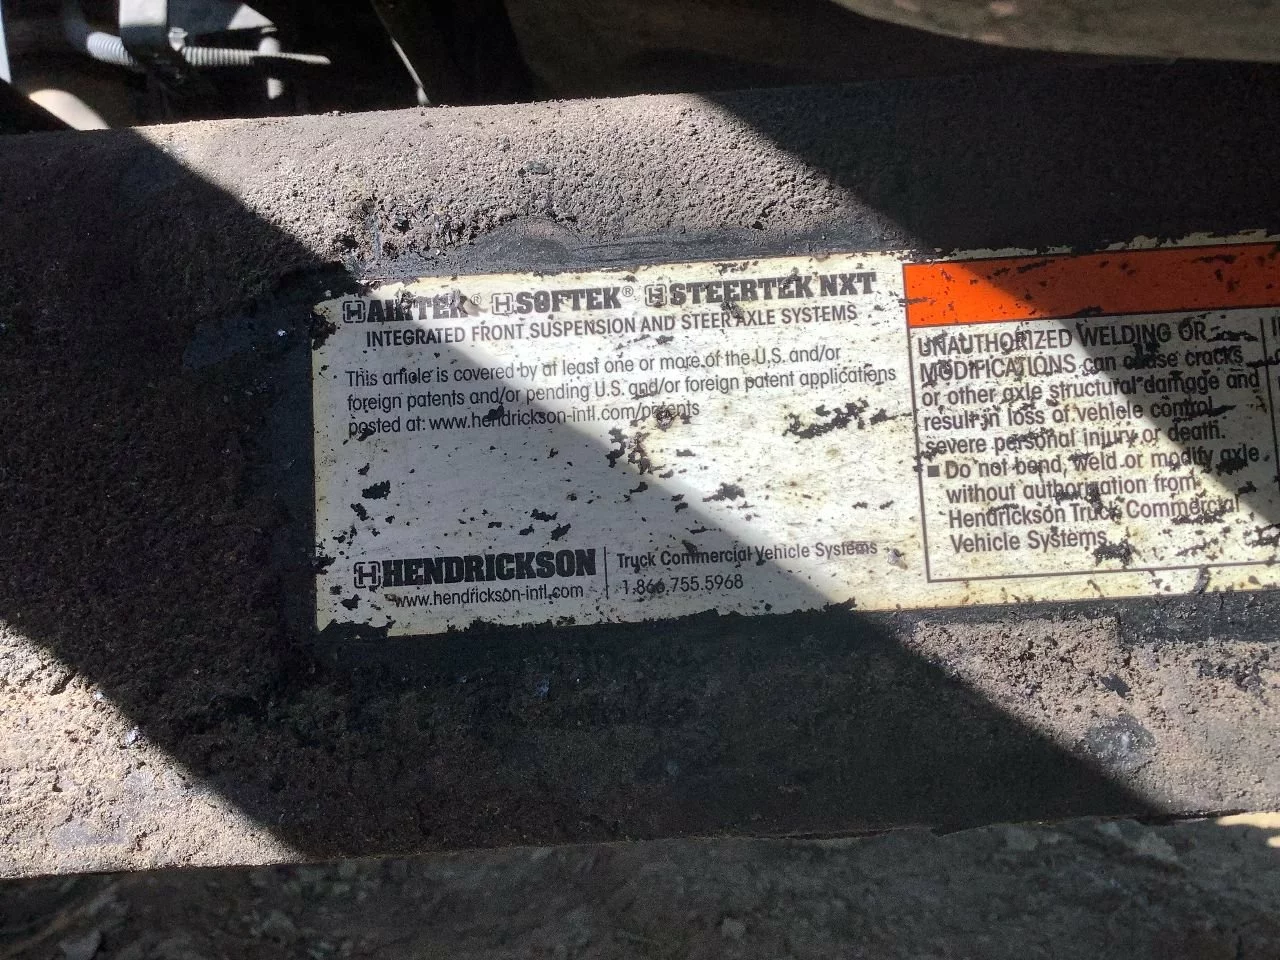 AIRTEK® SOFTEK® STEERTEK NXT
INTEGRATED FRONT SUSPENSION AND STEER AXLE SYSTEMS
This article is covered by at least one or more of the U.S. and/or
foreign patents and/or pending U.S. and/or foreign patent applications
posted at: www.hendrickson-intl.com/patents
HENDRICKSON
www.hendrickson-intl.com
Truck Commercial Vehicle Systems
1.866.755.5968
UNAUTHORIZED WELDING OR
MODIFICATIONS can cause cracks
or other axle structural damage and
result in loss of vehicle control,
severe personal injury or death.
■ Do not bend, weld or modify axle
without authorization from
Hendrickson Truck Commercial
Vehicle Systems